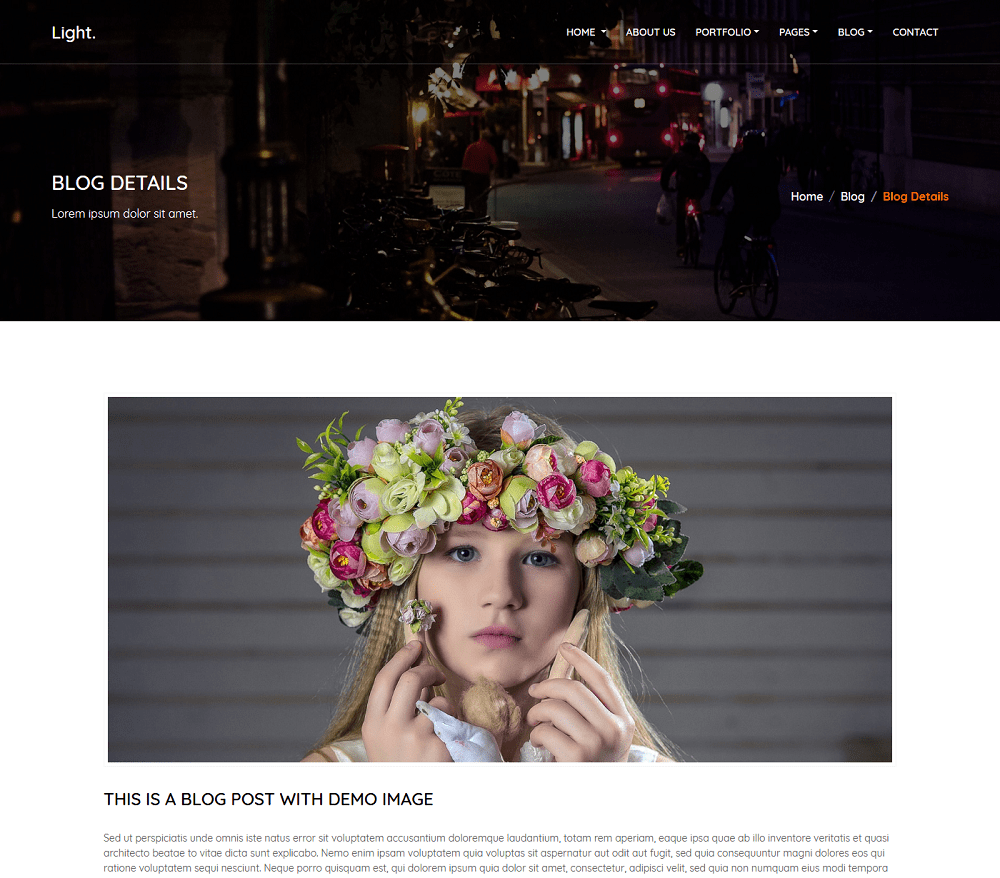 Light.
HOME ABOUT US PORTFOLIO PAGES BLOG CONTACT
BLOG DETAILS
Lorem ipsum dolor sit amet.
Home / Blog / Blog Details
THIS IS A BLOG POST WITH DEMO IMAGE
Sed ut perspiciatis unde omnis iste natus error sit voluptatem accusantium doloremque laudantium, totam rem aperiam, eaque ipsa quae ab illo inventore veritatis et quasi
architecto beatae to vitae dicta sunt explicabo. Nemo enim ipsam voluptatem quia voluptas sit aspernatur aut odit aut fugit, sed quia consequuntur magni dolores eos qui
ratione voluptatem sequi nesciunt. Neque porro quisquam est, qui dolorem ipsum quia dolor sit amet, consectetur, adipisci velit, sed quia non numquam eius modi tempora